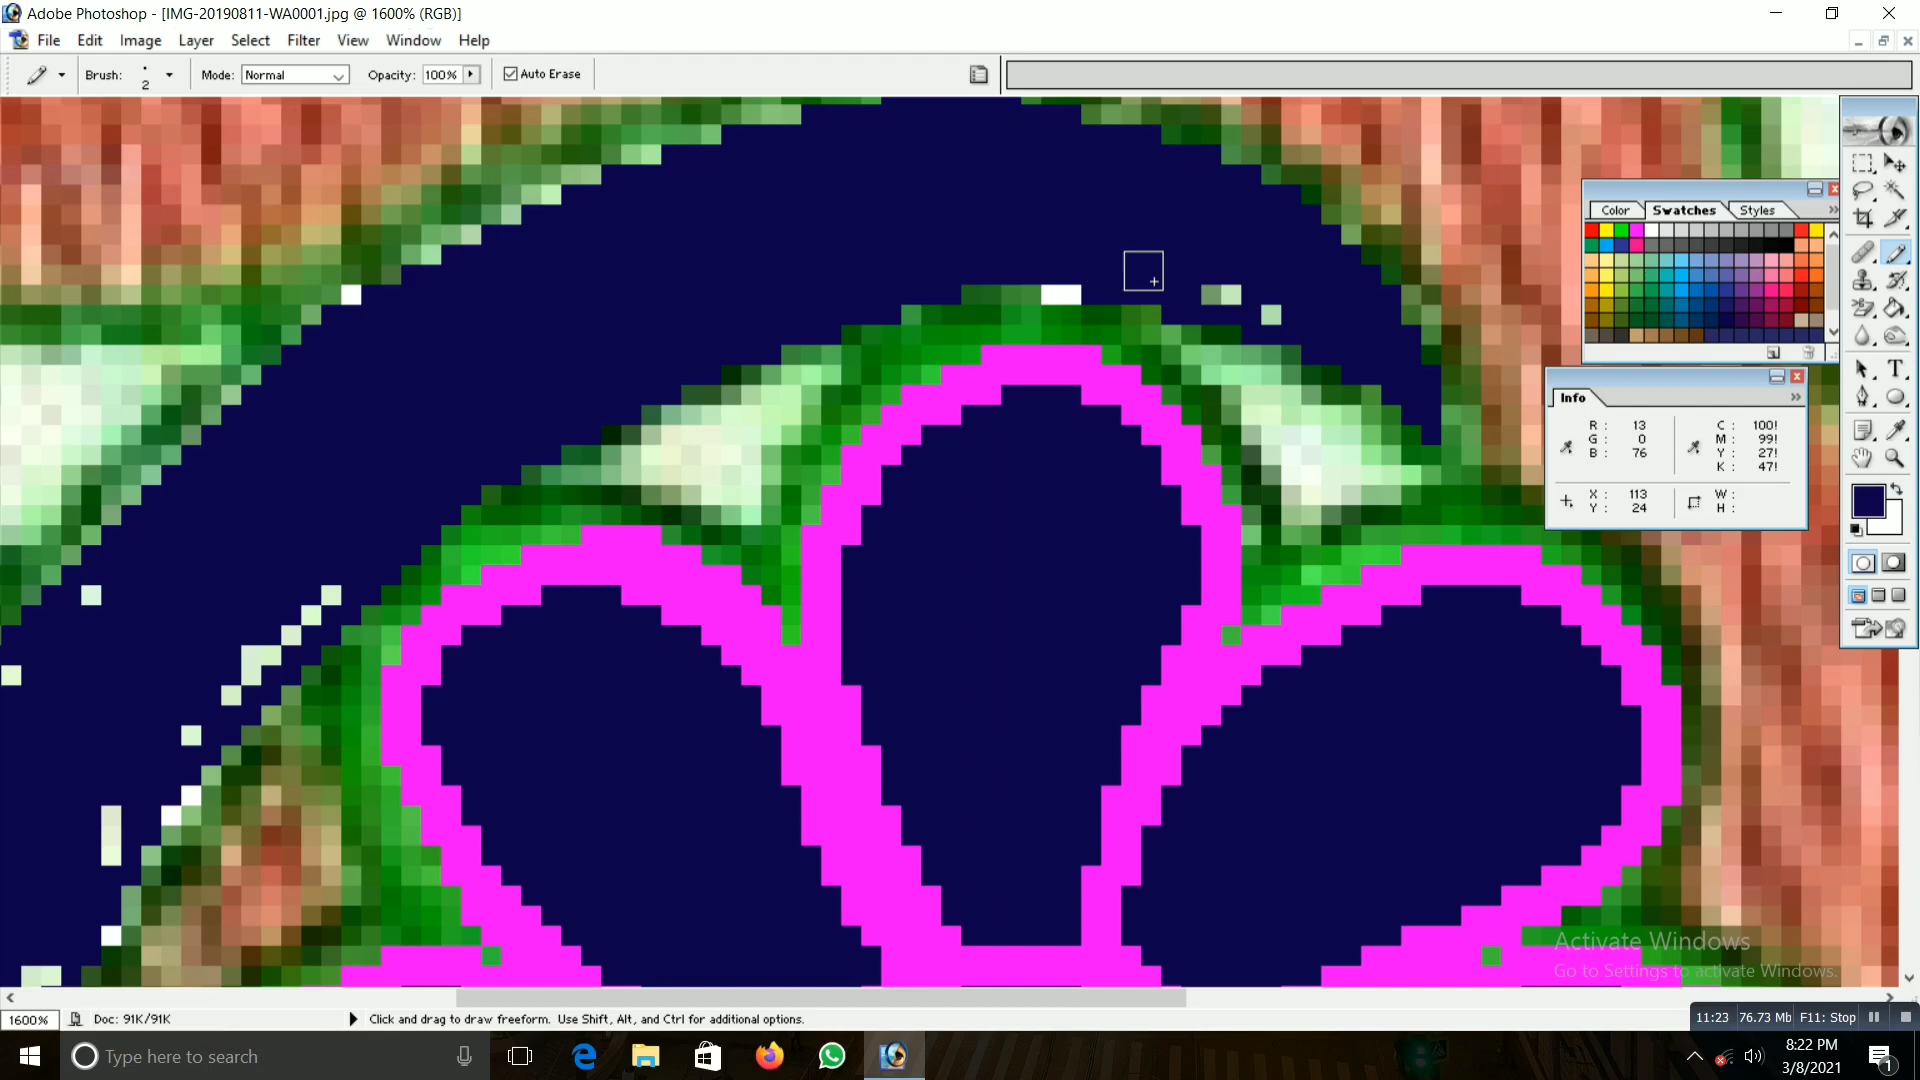 Adobe Photoshop - [IMG-20190811-WA0001.jpg @ 1600% (RGB)]
File Edit Image Layer Select Filter View Window Help
Brush: 2 Mode: Normal Opacity: 100% Auto Erase
Color Swatches Styles
Info
R : 13 C : 100!
G : 0 M : 99!
B : 76 Y : 27!
K : 47!
X : 113 W :
Y : 24 H :
Activate Windows
Go to Settings to activate Windows.
1600% Doc: 91K/91K Click and drag to draw freeform. Use Shift, Alt, and Ctrl for additional options.
11:23 76.73 Mb F11: Stop
Type here to search
8:22 PM
3/8/2021
1